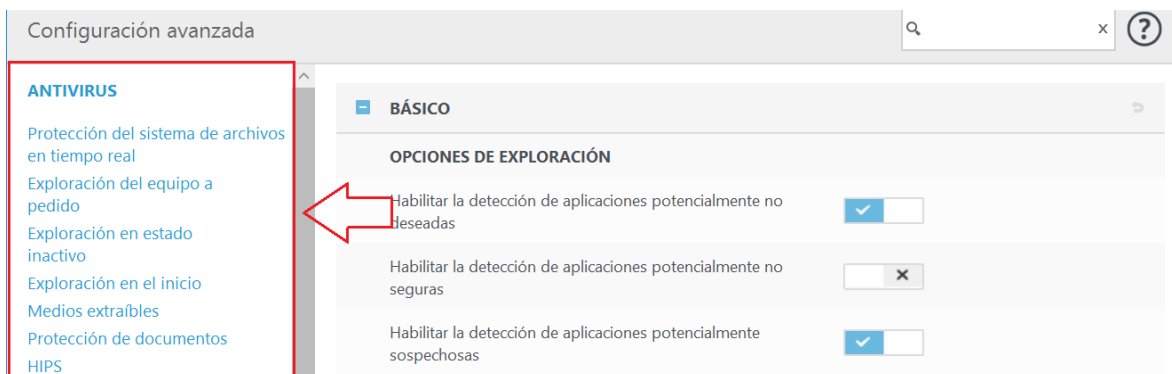 Configuración avanzada
x
?
ANTIVIRUS
Protección del sistema de archivos
en tiempo real
Exploración del equipo a
pedido
Exploración en estado
inactivo
Exploración en el inicio
Medios extraíbles
Protección de documentos
HIPS
BÁSICO
OPCIONES DE EXPLORACIÓN
Habilitar la detección de aplicaciones potencialmente no
deseadas
Habilitar la detección de aplicaciones potencialmente no
seguras
Habilitar la detección de aplicaciones potencialmente
sospechosas